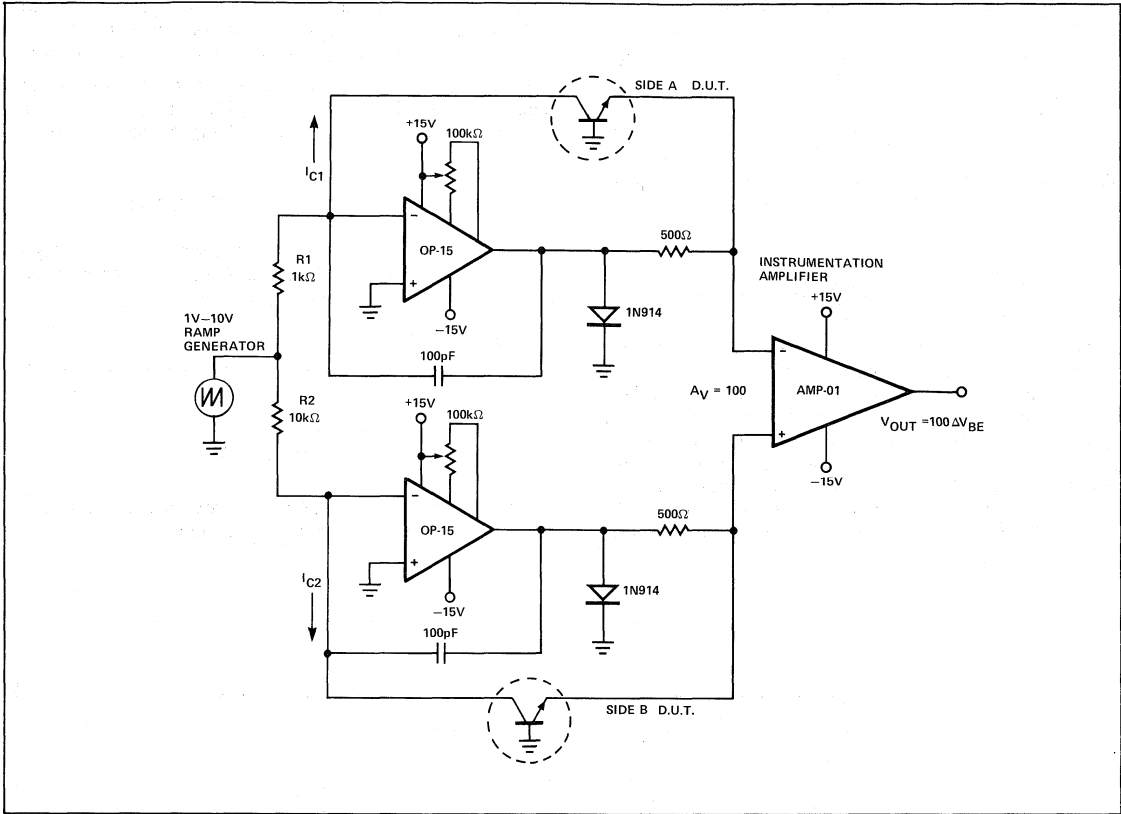 SIDE A D.U.T.
+15V
100kΩ
IC1
−
OP-15
+
−15V
500Ω
R1
1kΩ
1N914
INSTRUMENTATION
AMPLIFIER
+15V
1V–10V
RAMP
GENERATOR
100pF
−
AV = 100
AMP-01
+
VOUT =100 ΔVBE
−15V
R2
10kΩ
+15V
100kΩ
−
OP-15
+
−15V
500Ω
IC2
1N914
100pF
SIDE B D.U.T.